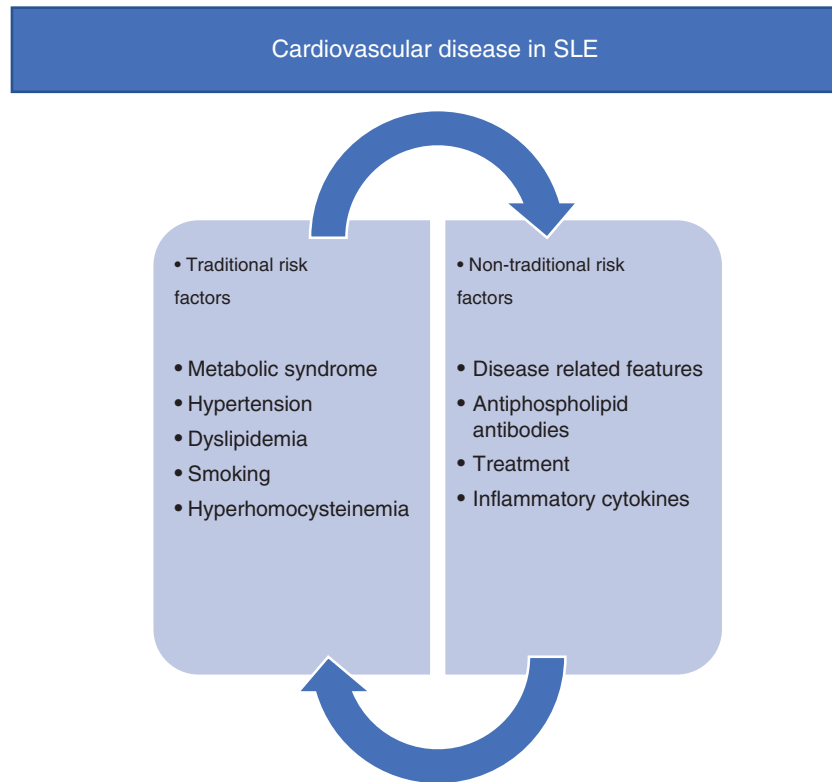 Cardiovascular disease in SLE
• Traditional risk
factors
• Metabolic syndrome
• Hypertension
• Dyslipidemia
• Smoking
• Hyperhomocysteinemia
• Non-traditional risk
factors
• Disease related features
• Antiphospholipid
antibodies
• Treatment
• Inflammatory cytokines